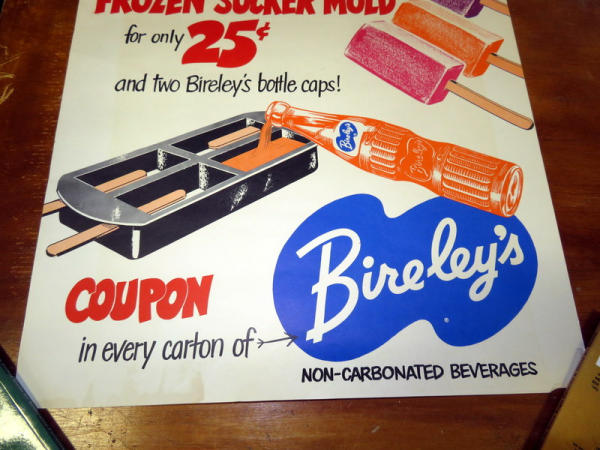 FROZEN SUCKER MOLD
for only 25¢
and two Bireley's bottle caps!
Bireley's
Bireley's
COUPON
in every carton of
Bireley's
®
NON-CARBONATED BEVERAGES